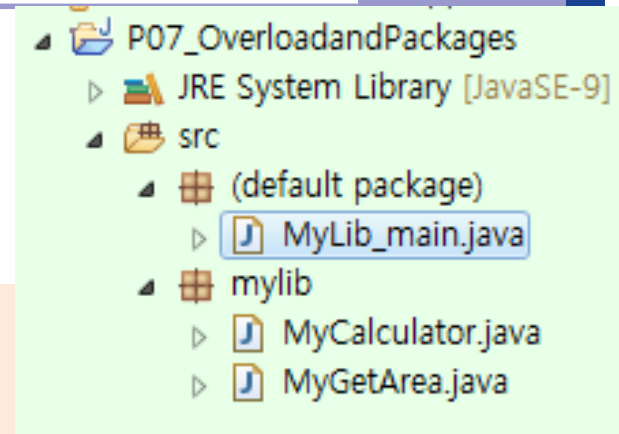 P07_OverloadandPackages
JRE System Library [JavaSE-9]
src
(default package)
MyLib_main.java
mylib
MyCalculator.java
MyGetArea.java